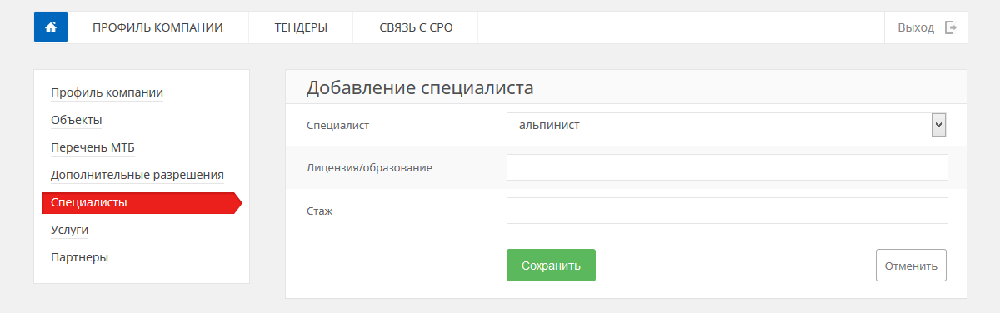 ПРОФИЛЬ КОМПАНИИ ТЕНДЕРЫ СВЯЗЬ С СРО Выход
Профиль компании
Объекты
Перечень МТБ
Дополнительные разрешения
Специалисты
Услуги
Партнеры
Добавление специалиста
Специалист альпинист
Лицензия/образование
Стаж
Сохранить Отменить